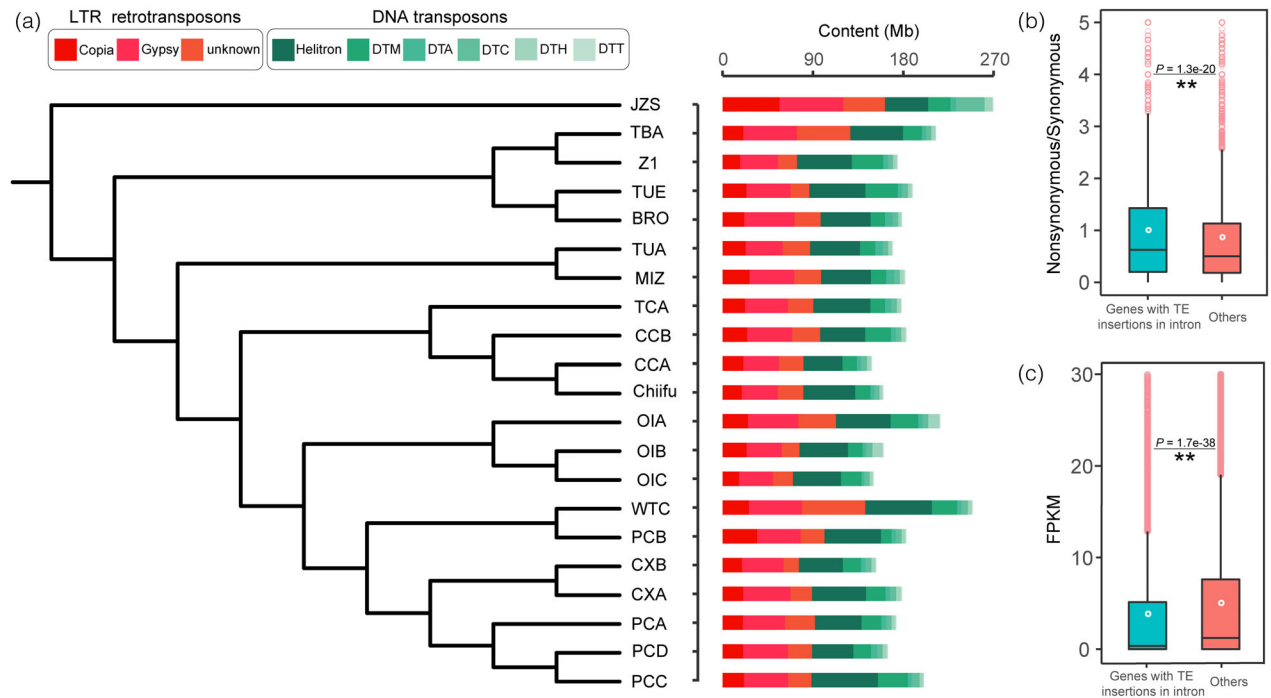 (a)
LTR retrotransposons
DNA transposons
Copia Gypsy unknown
Helitron DTM DTA DTC DTH DTT
Content (Mb)
0 90 180 270
JZS
TBA
Z1
TUE
BRO
TUA
MIZ
TCA
CCB
CCA
Chiifu
OIA
OIB
OIC
WTC
PCB
CXB
CXA
PCA
PCD
PCC
(b)
Nonsynonymous/Synonymous
5
4
3
2
1
0
P = 1.3e-20
**
Genes with TE
insertions in intron
Others
(c)
FPKM
30
20
10
0
P = 1.7e-38
**
Genes with TE
insertions in intron
Others